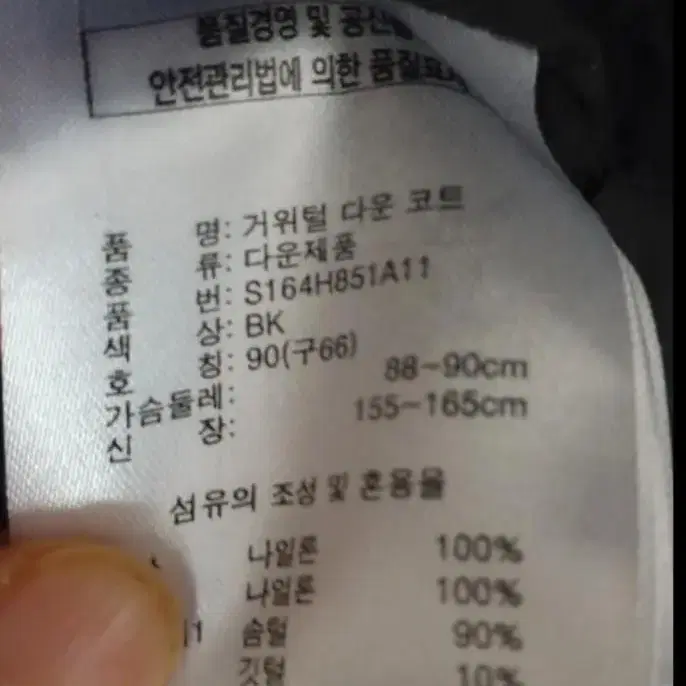 품질경영 및 공산품
안전관리법에 의한 품질표시
품 명: 거위털 다운 코트
종 류: 다운제품
품 번: S164H851A11
색 상: BK
호 칭: 90(구66)
가슴둘레: 88~90cm
신 장: 155~165cm
섬유의 조성 및 혼용율
나일론 100%
나일론 100%
솜털 90%
깃털 10%